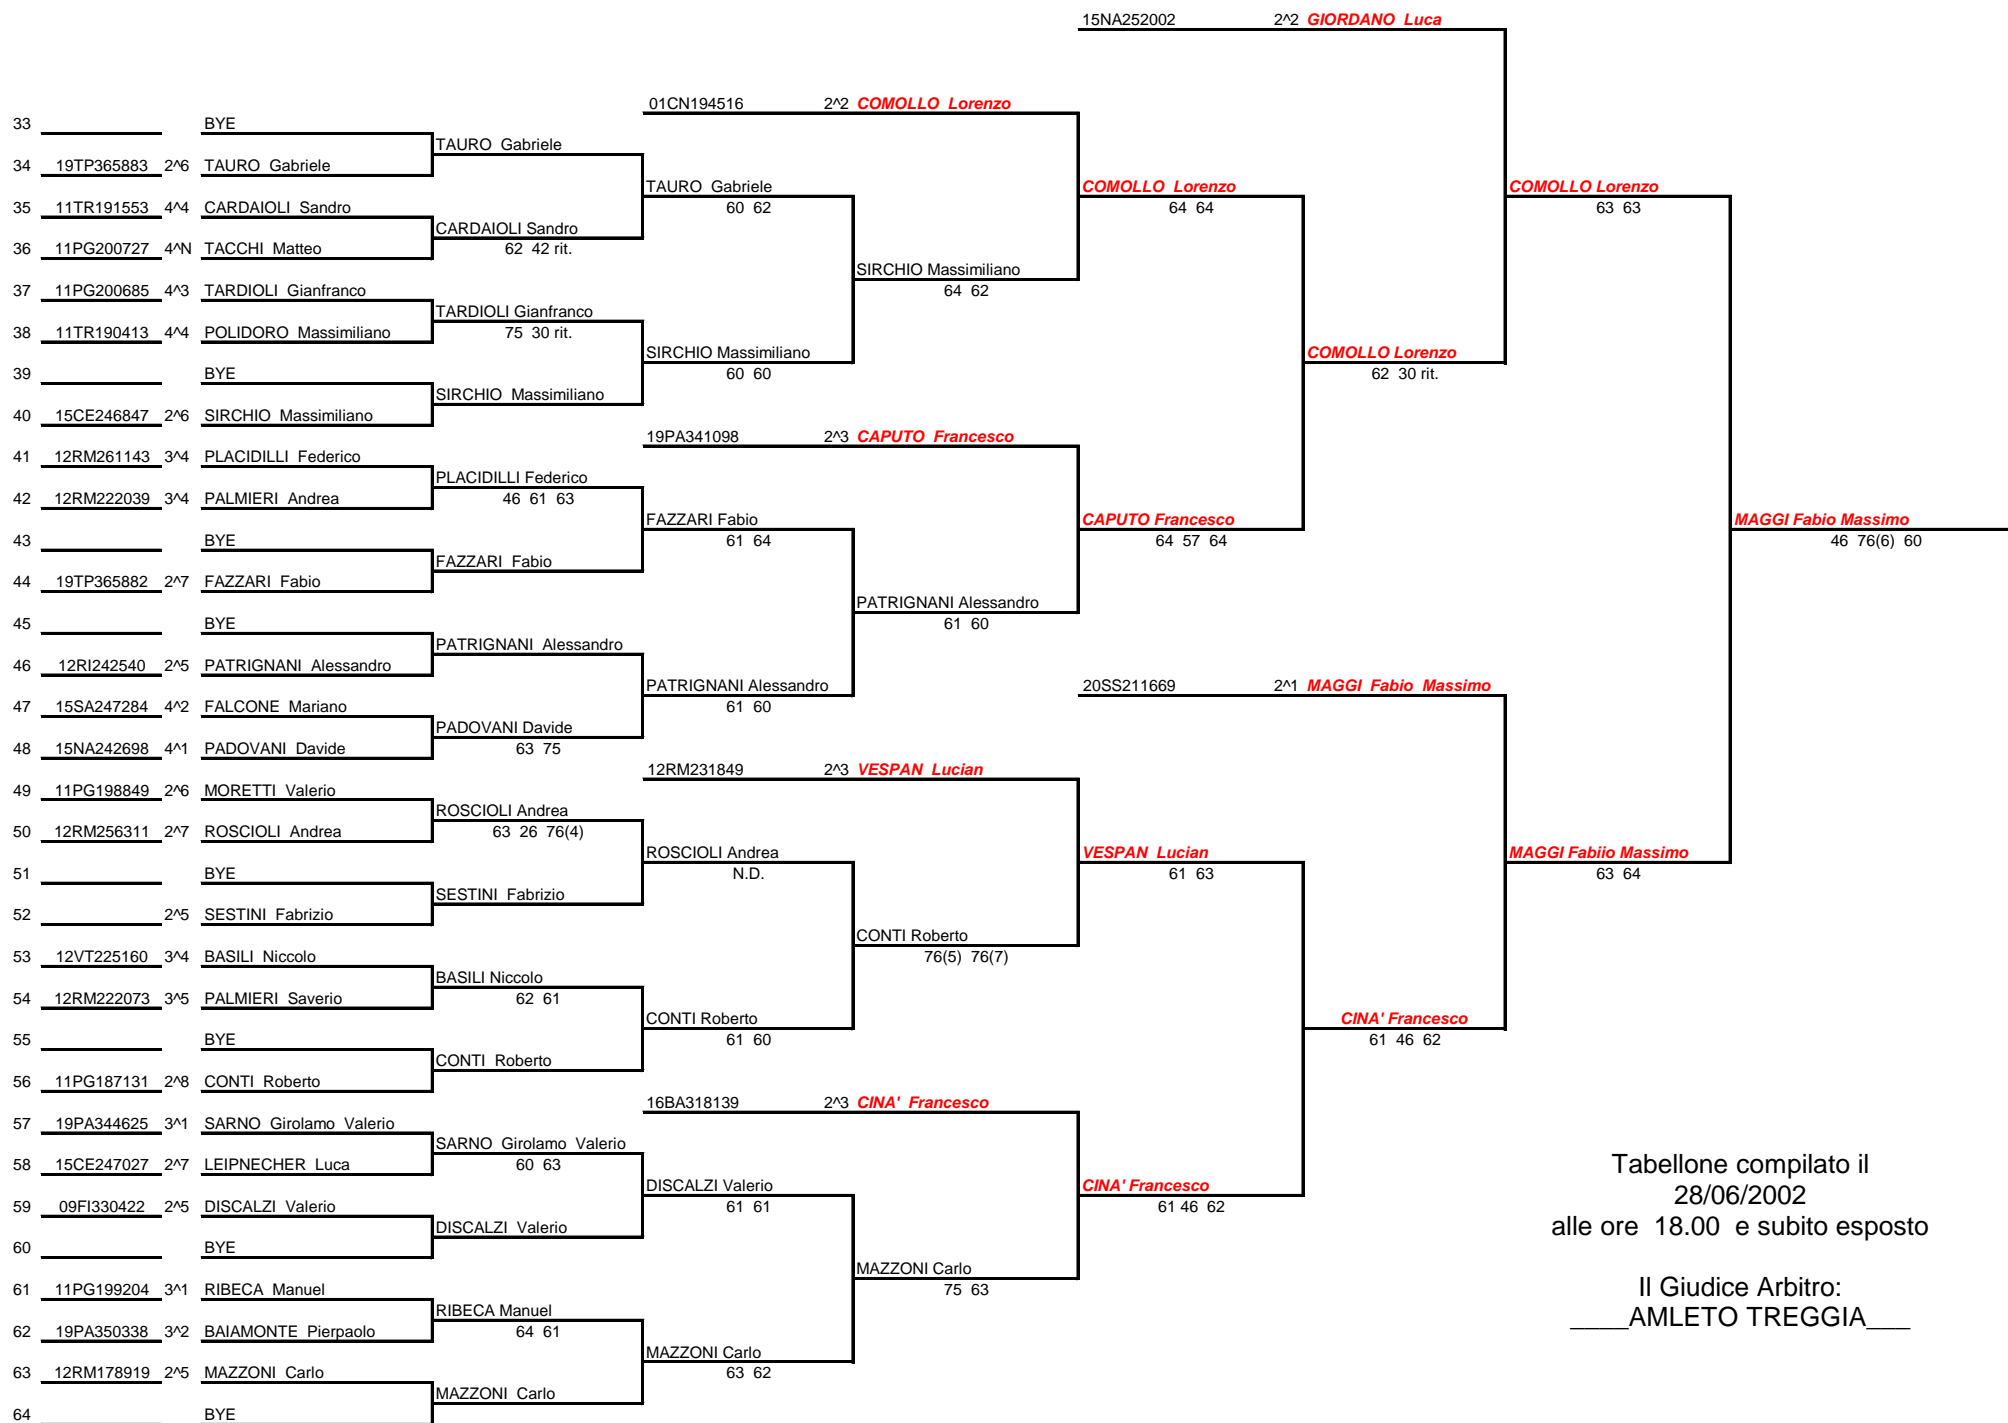 15NA252002 2^2 GIORDANO Luca
01CN194516 2^2 COMOLLO Lorenzo
33 BYE
TAURO Gabriele
34 19TP365883 2^6 TAURO Gabriele
TAURO Gabriele
60 62
COMOLLO Lorenzo
64 64
COMOLLO Lorenzo
63 63
35 11TR191553 4^4 CARDAIOLI Sandro
CARDAIOLI Sandro
62 42 rit.
36 11PG200727 4^N TACCHI Matteo
SIRCHIO Massimiliano
64 62
37 11PG200685 4^3 TARDIOLI Gianfranco
TARDIOLI Gianfranco
75 30 rit.
38 11TR190413 4^4 POLIDORO Massimiliano
SIRCHIO Massimiliano
60 60
COMOLLO Lorenzo
62 30 rit.
39 BYE
SIRCHIO Massimiliano
40 15CE246847 2^6 SIRCHIO Massimiliano
19PA341098 2^3 CAPUTO Francesco
41 12RM261143 3^4 PLACIDILLI Federico
PLACIDILLI Federico
46 61 63
42 12RM222039 3^4 PALMIERI Andrea
FAZZARI Fabio
61 64
CAPUTO Francesco
64 57 64
MAGGI Fabio Massimo
46 76(6) 60
43 BYE
FAZZARI Fabio
44 19TP365882 2^7 FAZZARI Fabio
PATRIGNANI Alessandro
61 60
45 BYE
PATRIGNANI Alessandro
46 12RI242540 2^5 PATRIGNANI Alessandro
PATRIGNANI Alessandro
61 60
20SS211669 2^1 MAGGI Fabio Massimo
47 15SA247284 4^2 FALCONE Mariano
PADOVANI Davide
63 75
48 15NA242698 4^1 PADOVANI Davide
12RM231849 2^3 VESPAN Lucian
49 11PG198849 2^6 MORETTI Valerio
ROSCIOLI Andrea
63 26 76(4)
50 12RM256311 2^7 ROSCIOLI Andrea
ROSCIOLI Andrea
N.D.
VESPAN Lucian
61 63
MAGGI Fabiio Massimo
63 64
51 BYE
SESTINI Fabrizio
52 2^5 SESTINI Fabrizio
CONTI Roberto
76(5) 76(7)
53 12VT225160 3^4 BASILI Niccolo
BASILI Niccolo
62 61
54 12RM222073 3^5 PALMIERI Saverio
CONTI Roberto
61 60
CINA' Francesco
61 46 62
55 BYE
CONTI Roberto
56 11PG187131 2^8 CONTI Roberto
16BA318139 2^3 CINA' Francesco
57 19PA344625 3^1 SARNO Girolamo Valerio
SARNO Girolamo Valerio
60 63
58 15CE247027 2^7 LEIPNECHER Luca
DISCALZI Valerio
61 61
CINA' Francesco
61 46 62
59 09FI330422 2^5 DISCALZI Valerio
DISCALZI Valerio
60 BYE
MAZZONI Carlo
75 63
61 11PG199204 3^1 RIBECA Manuel
RIBECA Manuel
64 61
62 19PA350338 3^2 BAIAMONTE Pierpaolo
MAZZONI Carlo
63 62
63 12RM178919 2^5 MAZZONI Carlo
MAZZONI Carlo
64 BYE
Tabellone compilato il
28/06/2002
alle ore 18.00 e subito esposto
Il Giudice Arbitro:
____AMLETO TREGGIA___